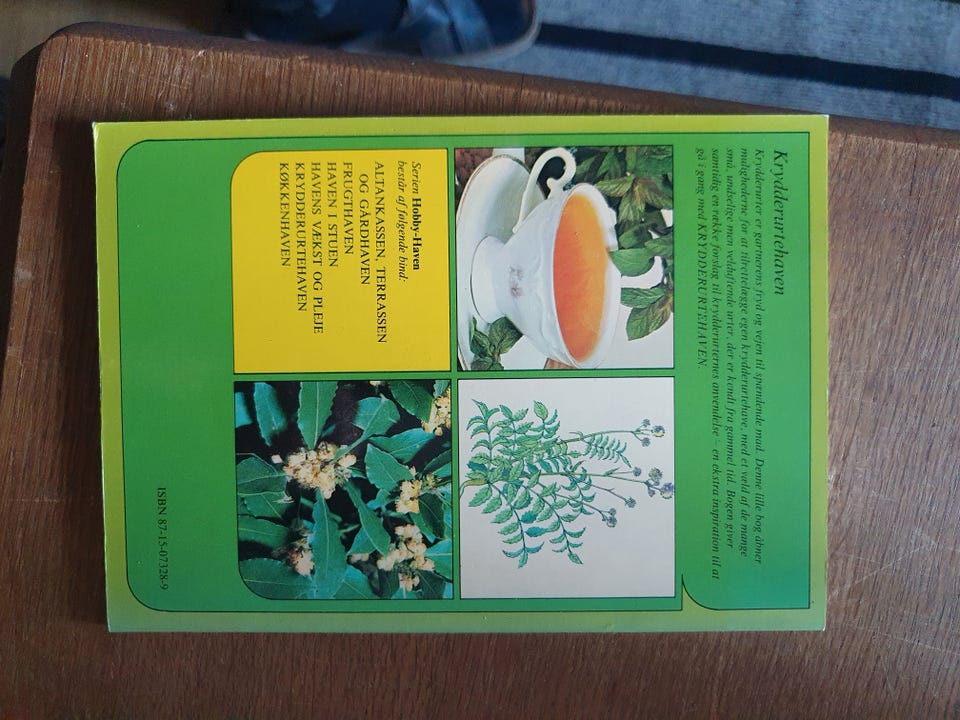 Krydderurtehaven
Krydderurter er gartnerens fryd og vejen til spændende mad. Denne lille bog åbner
mulighederne for at tilrettelægge egen krydderurtehave, med et væld af de mange
små, undselige men velduftende urter, der er kendt fra gammel tid. Bogen giver
samtidig en række forslag til krydderurternes anvendelse – en ekstra inspiration til at
gå i gang med KRYDDERURTEHAVEN.
Serien Hobby-Haven
består af følgende bind:
ALTANKASSEN, TERRASSEN
OG GÅRDHAVEN
FRUGTHAVEN
HAVEN I STUEN
HAVENS VÆKST OG PLEJE
KRYDDERURTEHAVEN
KØKKENHAVEN
ISBN 87-15-07328-9